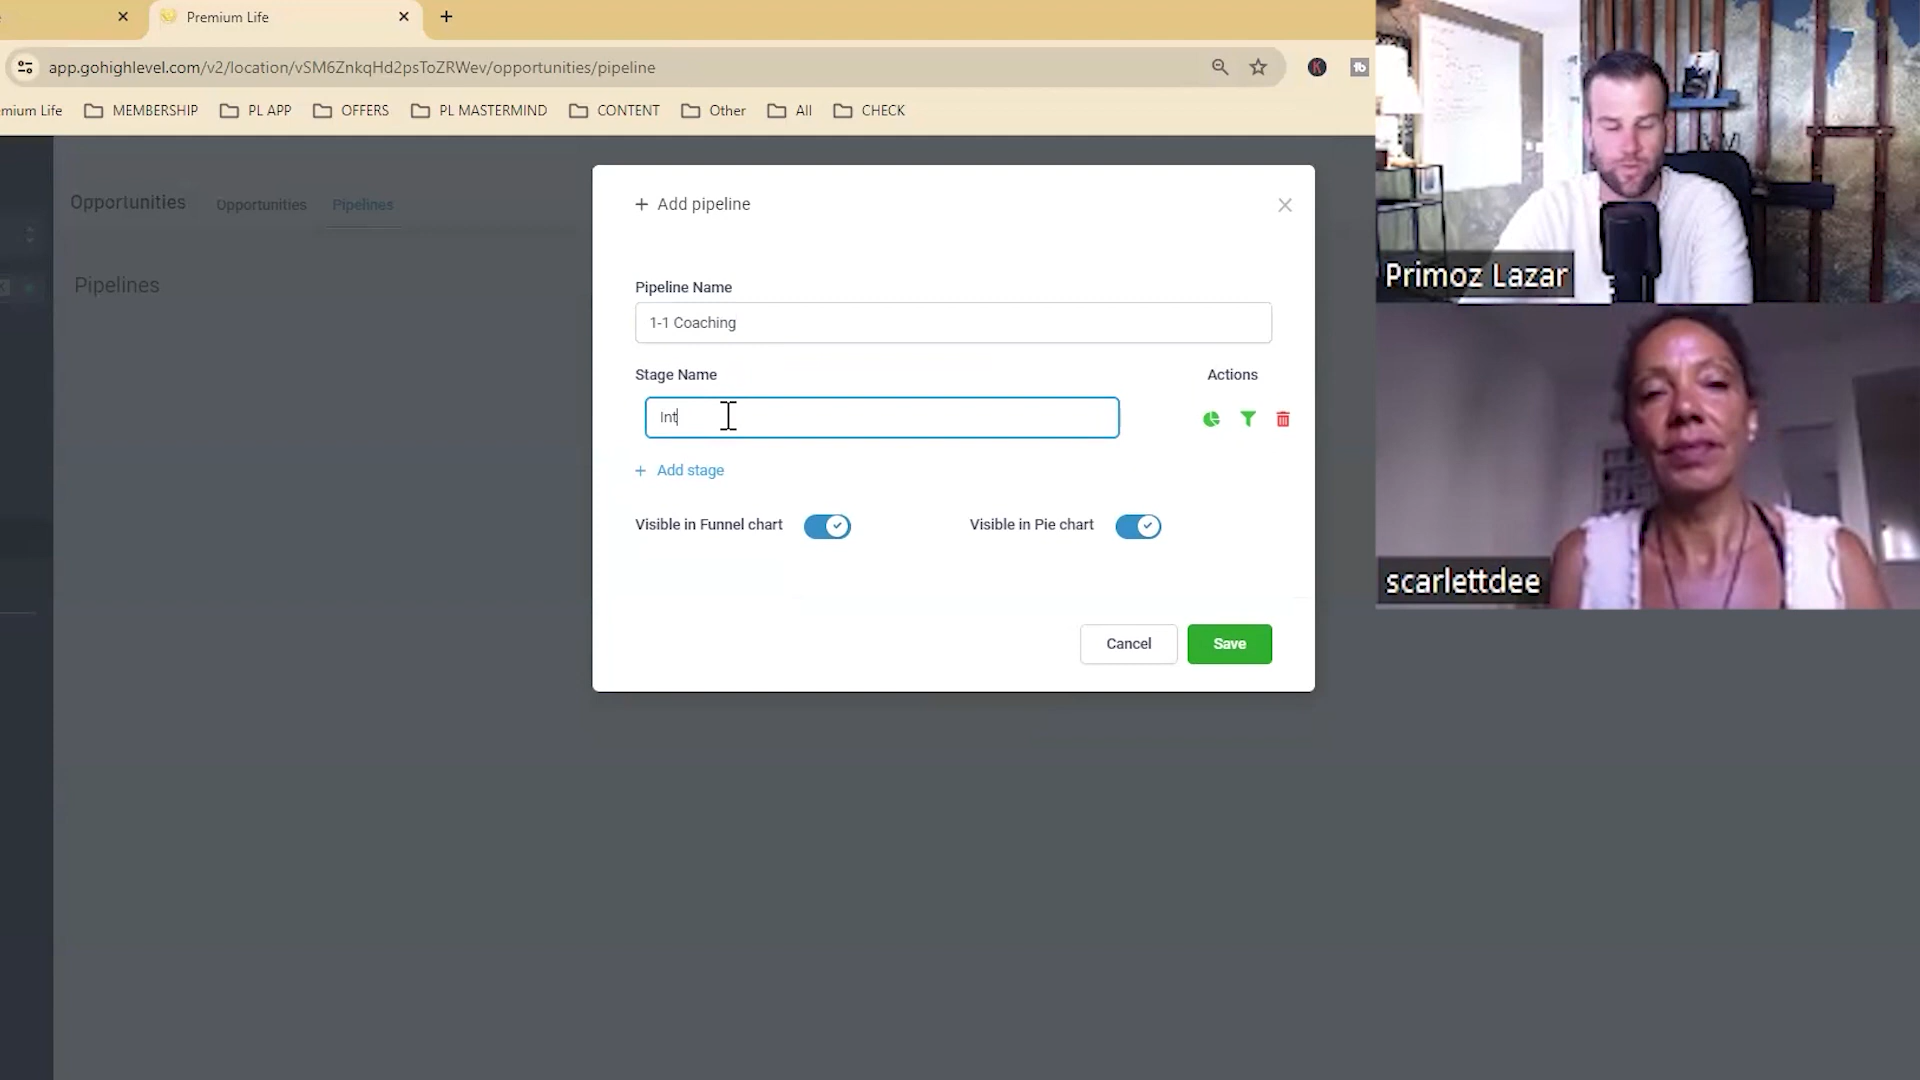 Premium Life
app.gohighlevel.com/v2/location/vSM6ZnkqHd2psToZRWev/opportunities/pipeline
K
tb
mium Life MEMBERSHIP PL APP OFFERS PL MASTERMIND CONTENT Other All CHECK
Opportunities Opportunities Pipelines
Pipelines
+ Add pipeline
Pipeline Name
1-1 Coaching
Stage Name Actions
Int
+ Add stage
Visible in Funnel chart Visible in Pie chart
Cancel Save
Primoz Lazar
scarlettdee